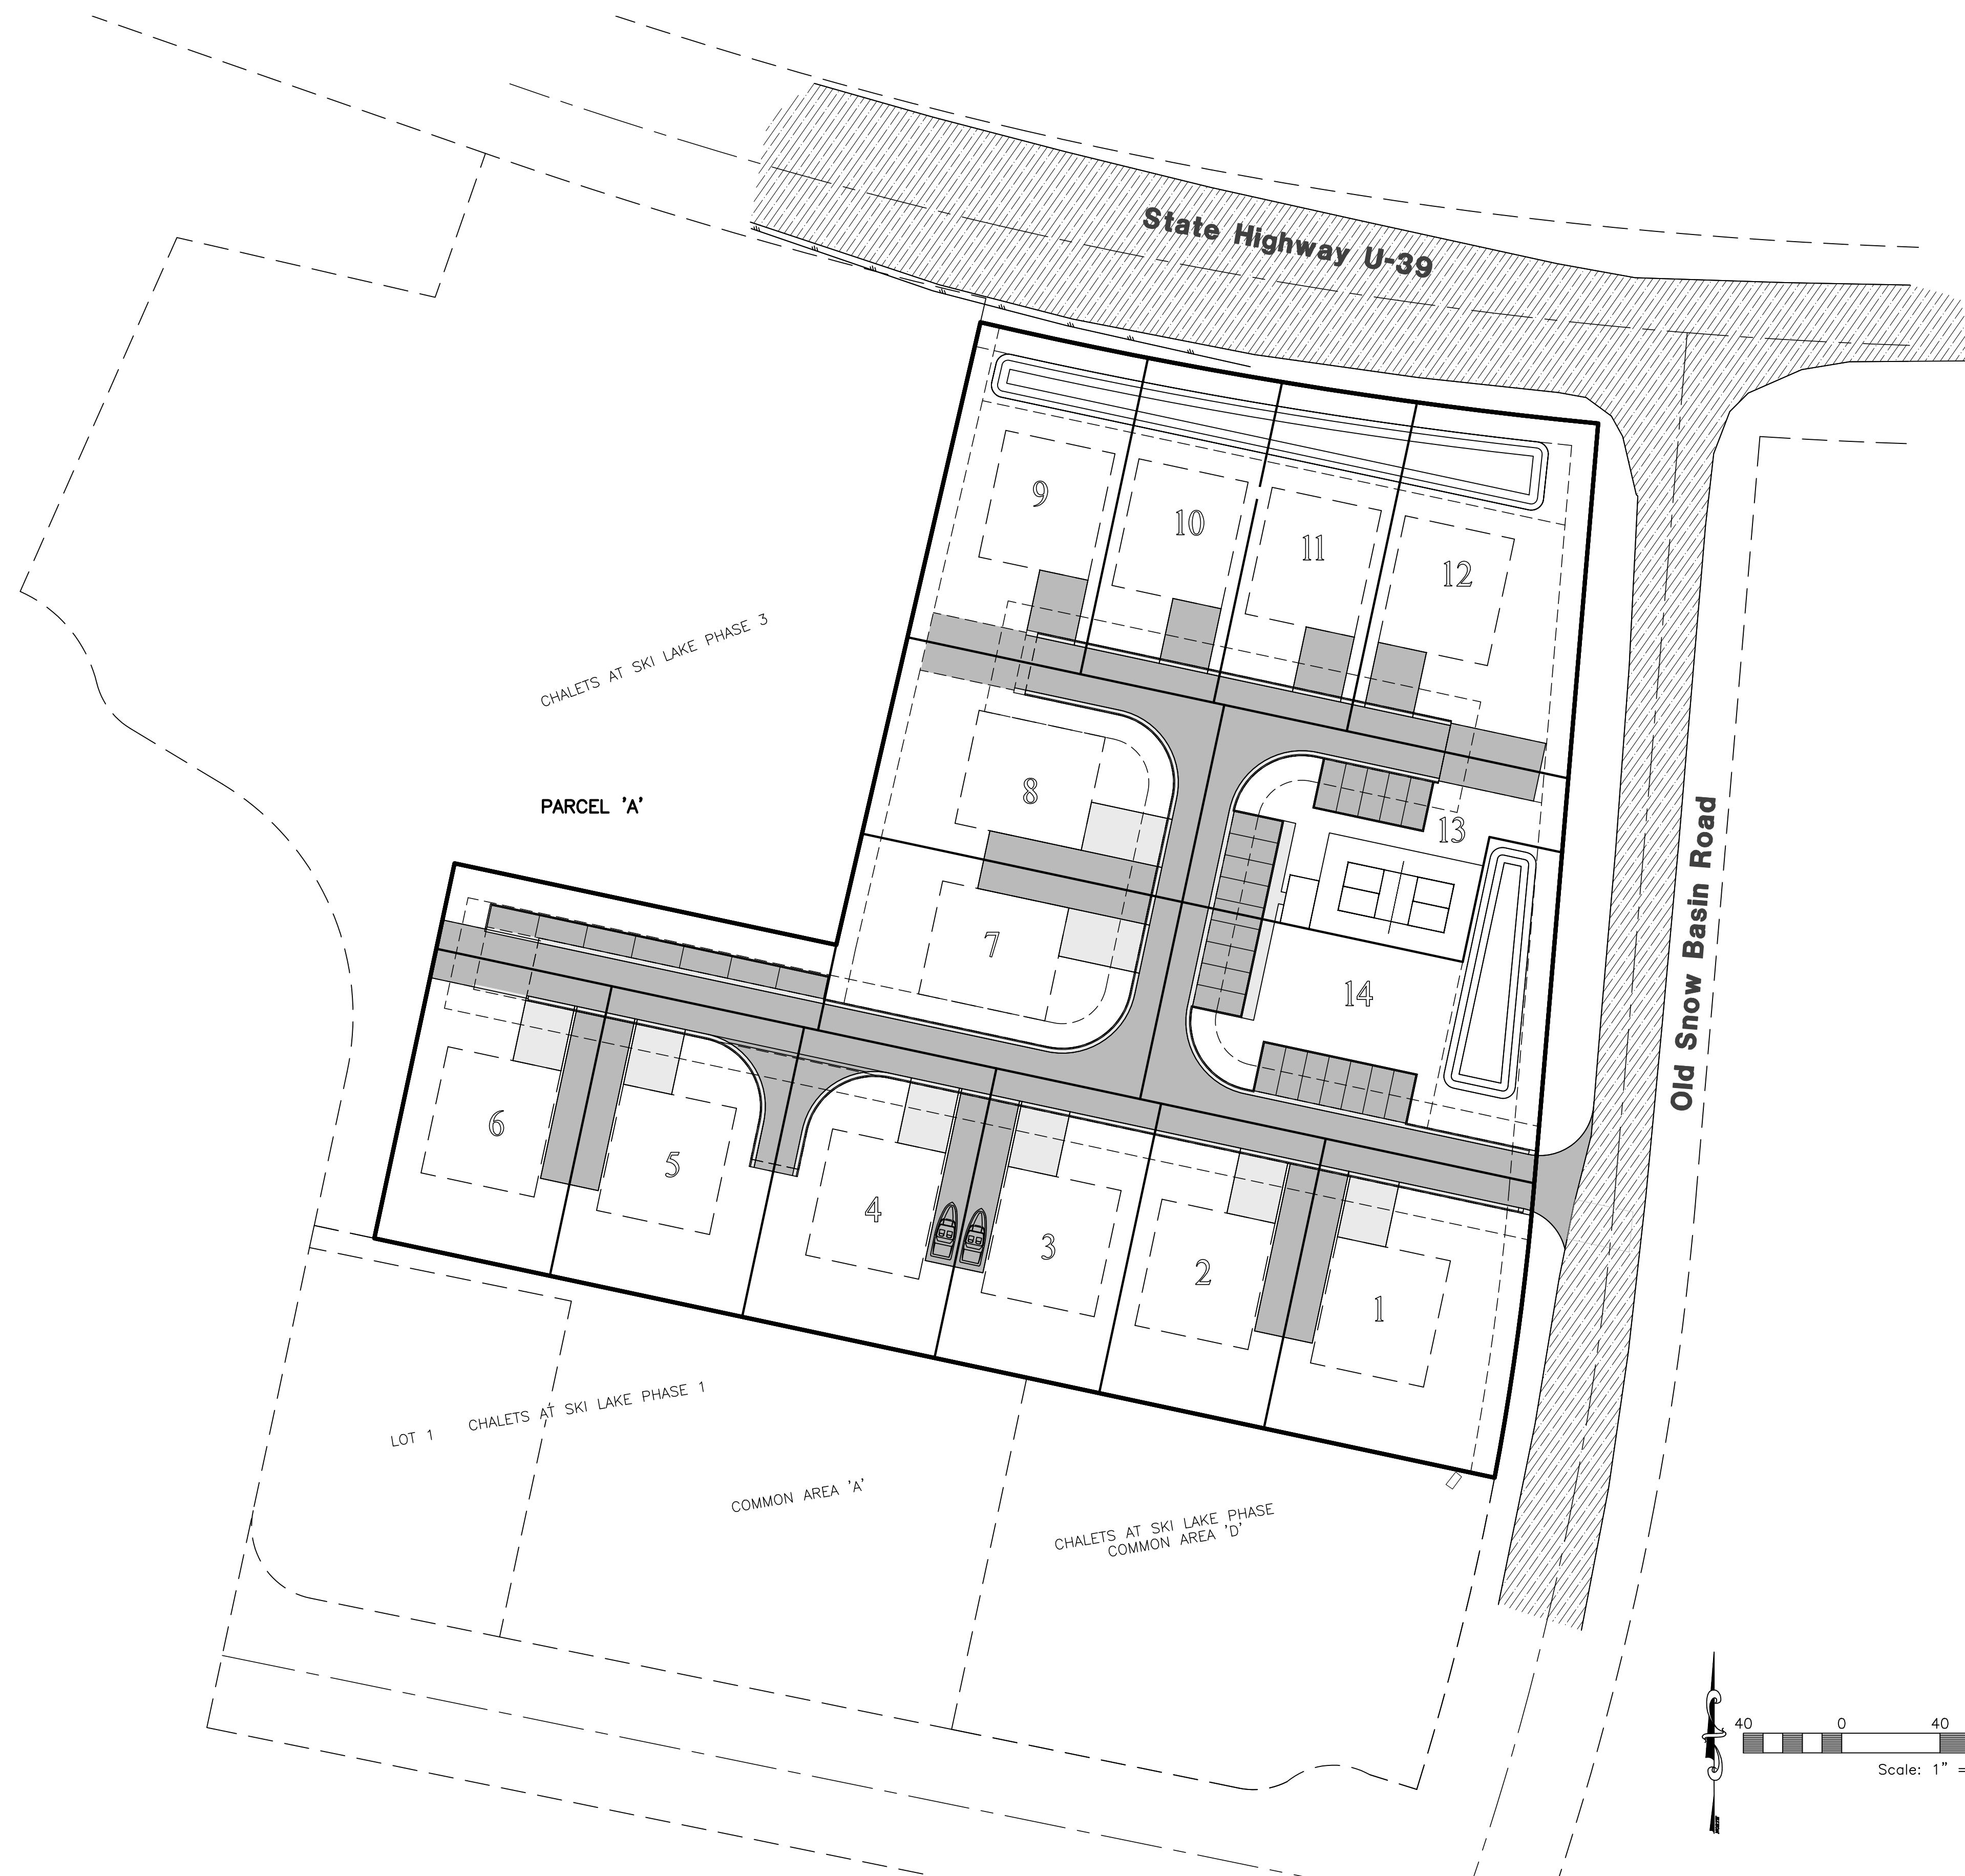 State Highway U-39
9
10
11
12
CHALETS AT SKI LAKE PHASE 3
8
PARCEL 'A'
13
Old Snow Basin Road
7
14
6
5
4
3
2
1
LOT 1 CHALETS AT SKI LAKE PHASE 1
COMMON AREA 'A'
CHALETS AT SKI LAKE PHASE
COMMON AREA 'D'
40 0 40
Scale: 1" =